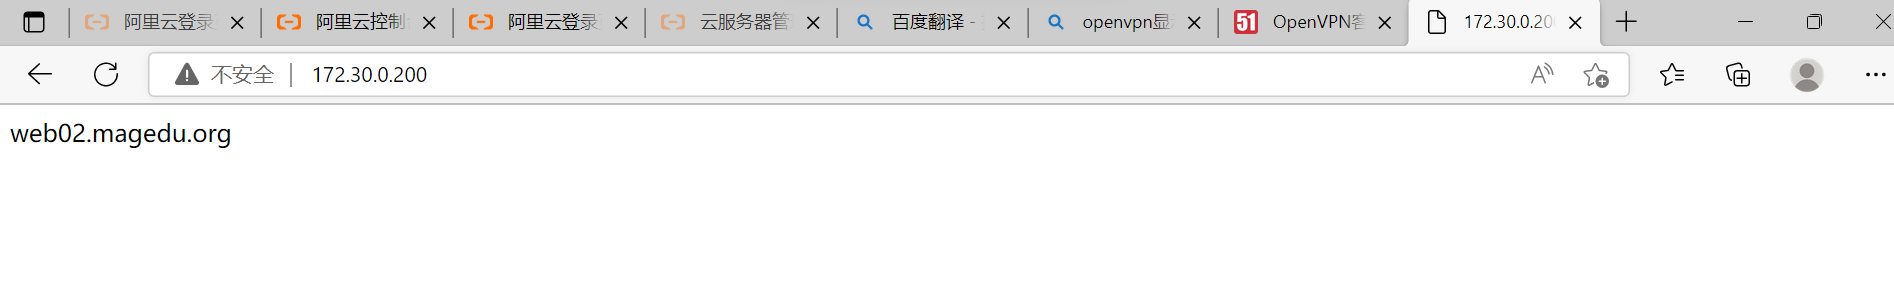 阿里云登录 阿里云控制 阿里云登录 云服务器管 百度翻译 - openvpn显 OpenVPN客 172.30.0.20
不安全 172.30.0.200
web02.magedu.org